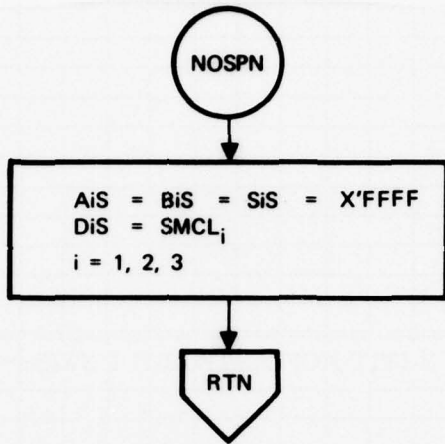 NOSPN
AiS = BiS = SiS = X'FFFF
DiS = SMCLi
i = 1, 2, 3
RTN